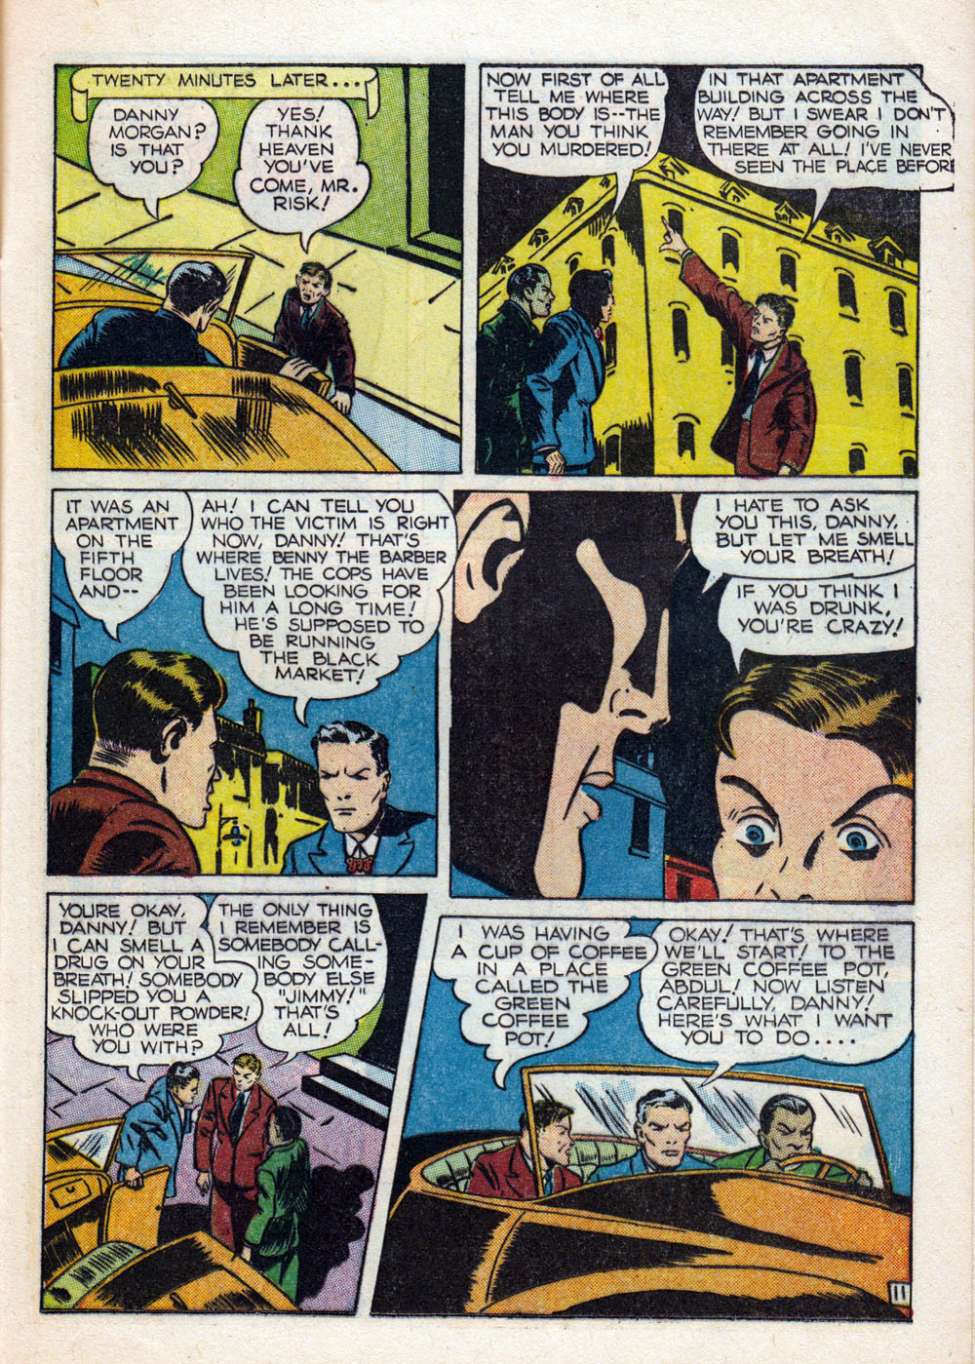 TWENTY MINUTES LATER...
DANNY
MORGAN?
IS THAT
YOU?
YES!
THANK
HEAVEN
YOU'VE
COME, MR.
RISK!
NOW FIRST OF ALL
TELL ME WHERE
THIS BODY IS--THE
MAN YOU THINK
YOU MURDERED!
IN THAT APARTMENT
BUILDING ACROSS THE
WAY! BUT I SWEAR I DON'T
REMEMBER GOING IN
THERE AT ALL! I'VE NEVER
SEEN THE PLACE BEFOR
IT WAS AN
APARTMENT
ON THE
FIFTH
FLOOR
AND--
AH! I CAN TELL YOU
WHO THE VICTIM IS RIGHT
NOW, DANNY! THAT'S
WHERE BENNY THE BARBER
LIVES! THE COPS HAVE
BEEN LOOKING FOR
HIM A LONG TIME!
HE'S SUPPOSED TO
BE RUNNING
THE BLACK
MARKET!
I HATE TO ASK
YOU THIS, DANNY,
BUT LET ME SMELL
YOUR BREATH!
IF YOU THINK I
WAS DRUNK,
YOU'RE CRAZY!
YOURE OKAY,
DANNY! BUT
I CAN SMELL A
DRUG ON YOUR
BREATH! SOMEBODY
SLIPPED YOU A
KNOCK-OUT POWDER!
WHO WERE
YOU WITH?
THE ONLY THING
I REMEMBER IS
SOMEBODY CALL-
ING SOME-
BODY ELSE
"JIMMY!"
THAT'S
ALL!
I WAS HAVING
A CUP OF COFFEE
IN A PLACE
CALLED THE
GREEN
COFFEE
POT!
OKAY! THAT'S WHERE
WE'LL START! TO THE
GREEN COFFEE POT,
ABDUL! NOW LISTEN
CAREFULLY, DANNY!
HERE'S WHAT I WANT
YOU TO DO....
11